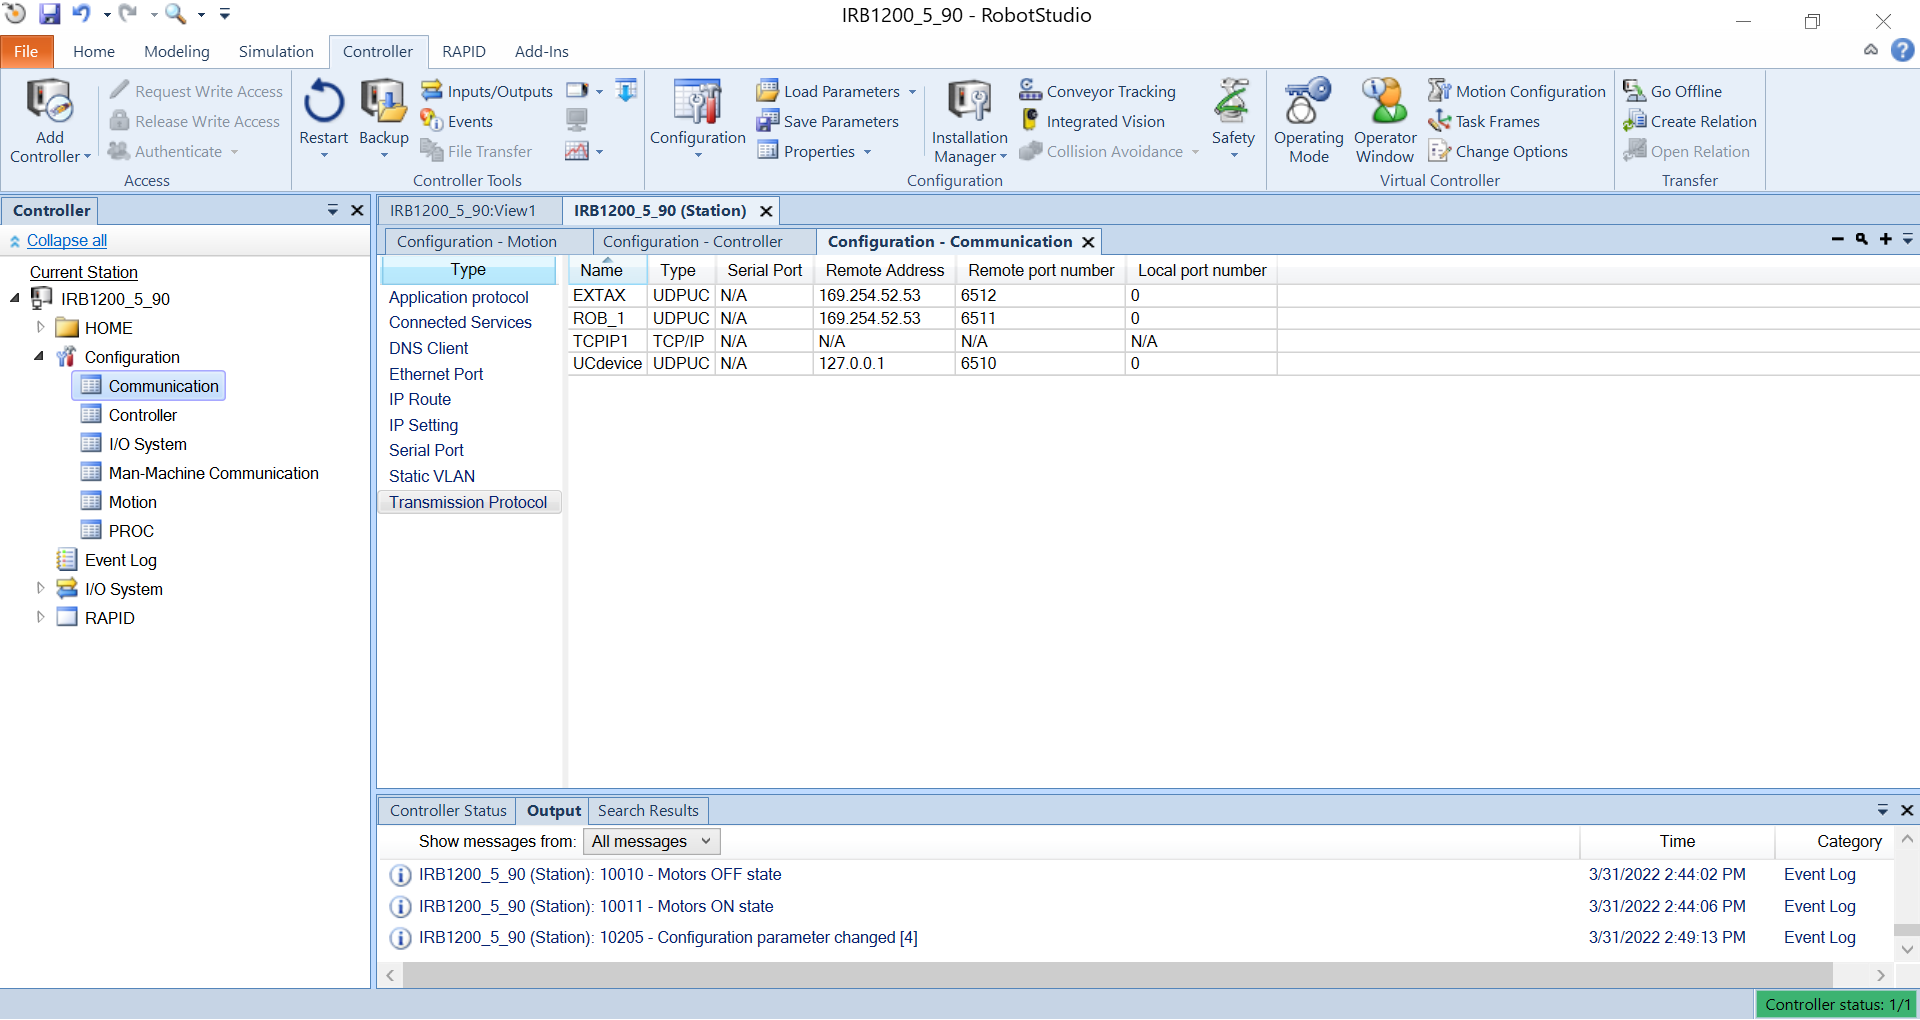 IRB1200_5_90 - RobotStudio
File Home Modeling Simulation Controller RAPID Add-Ins
Add Controller
Request Write Access
Release Write Access
Authenticate
Access
Restart
Backup
Inputs/Outputs
Events
File Transfer
Controller Tools
Configuration
Load Parameters
Save Parameters
Properties
Installation Manager
Conveyor Tracking
Integrated Vision
Collision Avoidance
Safety
Configuration
Operating Mode
Operator Window
Motion Configuration
Task Frames
Change Options
Virtual Controller
Go Offline
Create Relation
Open Relation
Transfer
Controller
Collapse all
Current Station
IRB1200_5_90
HOME
Configuration
Communication
Controller
I/O System
Man-Machine Communication
Motion
PROC
Event Log
I/O System
RAPID
IRB1200_5_90:View1 IRB1200_5_90 (Station)
Configuration - Motion Configuration - Controller Configuration - Communication
Type
Application protocol
Connected Services
DNS Client
Ethernet Port
IP Route
IP Setting
Serial Port
Static VLAN
Transmission Protocol
Name Type Serial Port Remote Address Remote port number Local port number
EXTAX UDPUC N/A 169.254.52.53 6512 0
ROB_1 UDPUC N/A 169.254.52.53 6511 0
TCPIP1 TCP/IP N/A N/A N/A N/A
UCdevice UDPUC N/A 127.0.0.1 6510 0
Controller Status Output Search Results
Show messages from: All messages Time Category
IRB1200_5_90 (Station): 10010 - Motors OFF state 3/31/2022 2:44:02 PM Event Log
IRB1200_5_90 (Station): 10011 - Motors ON state 3/31/2022 2:44:06 PM Event Log
IRB1200_5_90 (Station): 10205 - Configuration parameter changed [4] 3/31/2022 2:49:13 PM Event Log
Controller status: 1/1